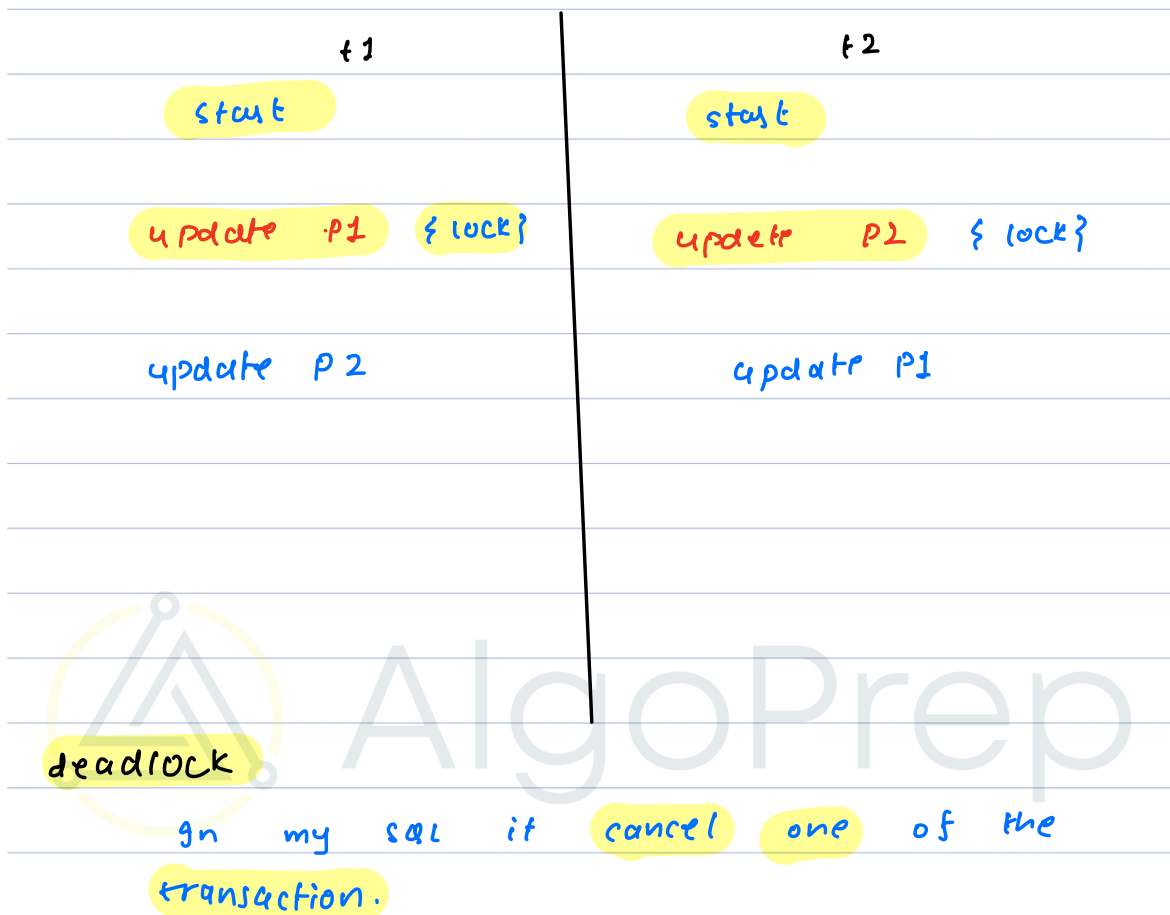 t1 t2
start start
update P1 {lock} update P2 {lock}
update P2 update P1
AlgoPrep
deadlock
In my sql it cancel one of the
transaction.